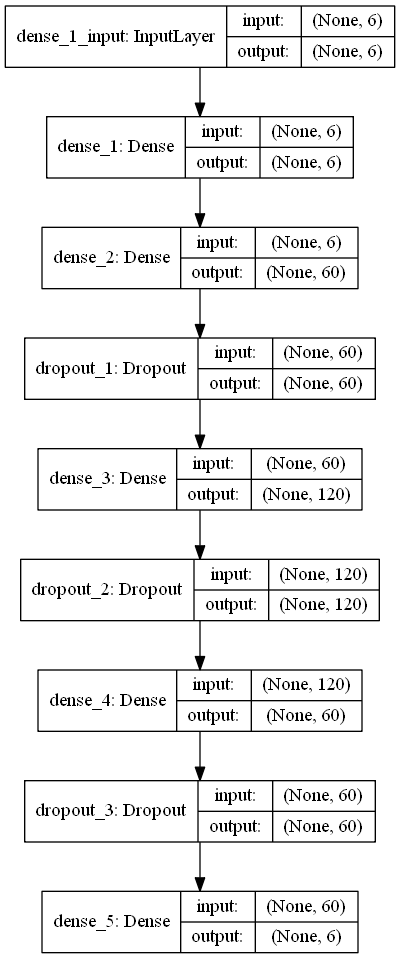 dense_1_input: InputLayer
input: (None, 6)
output: (None, 6)
dense_1: Dense
input: (None, 6)
output: (None, 6)
dense_2: Dense
input: (None, 6)
output: (None, 60)
dropout_1: Dropout
input: (None, 60)
output: (None, 60)
dense_3: Dense
input: (None, 60)
output: (None, 120)
dropout_2: Dropout
input: (None, 120)
output: (None, 120)
dense_4: Dense
input: (None, 120)
output: (None, 60)
dropout_3: Dropout
input: (None, 60)
output: (None, 60)
dense_5: Dense
input: (None, 60)
output: (None, 6)